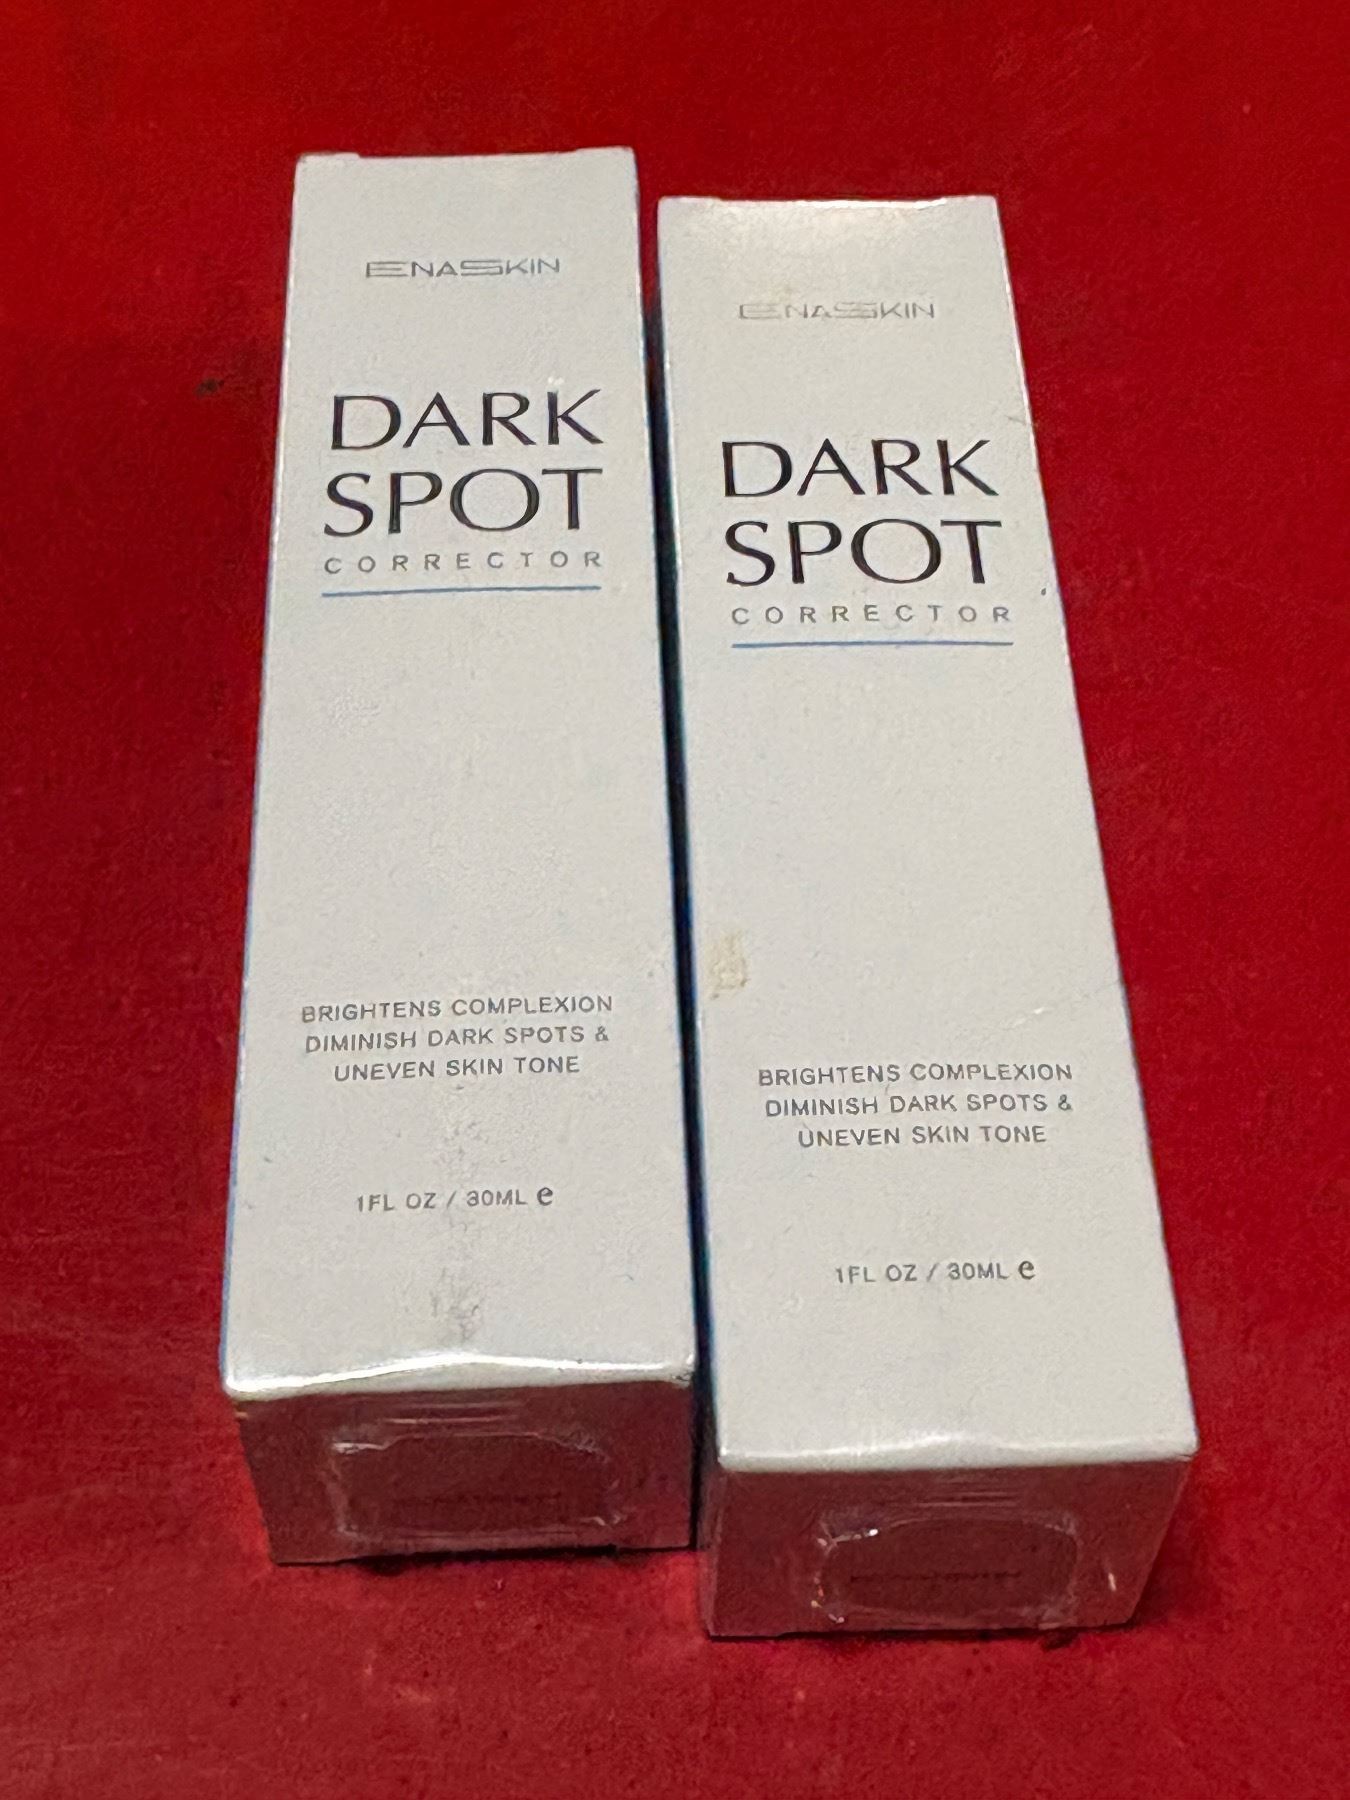 ENASKIN
DARK
SPOT
CORRECTOR
BRIGHTENS COMPLEXION
DIMINISH DARK SPOTS &
UNEVEN SKIN TONE
1FL OZ / 30ML e
ENASKIN
DARK
SPOT
CORRECTOR
BRIGHTENS COMPLEXION
DIMINISH DARK SPOTS &
UNEVEN SKIN TONE
1FL OZ / 30ML e